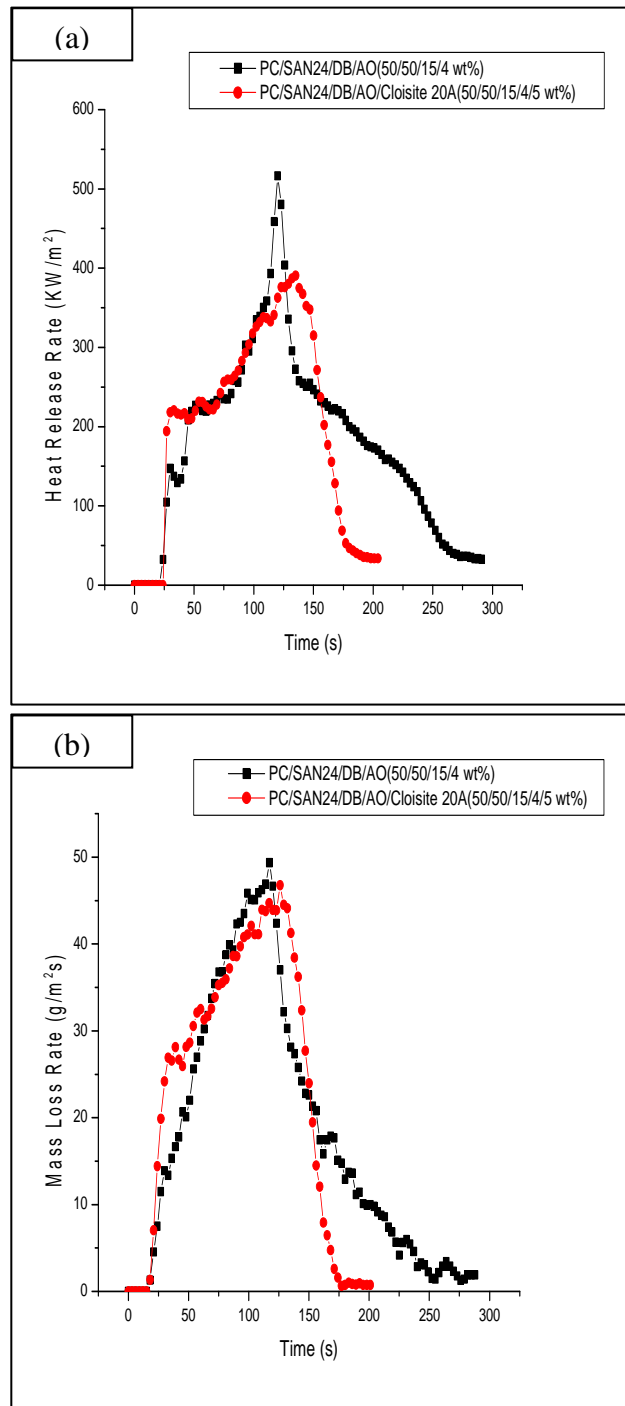 (a)
PC/SAN24/DB/AO(50/50/15/4 wt%)
PC/SAN24/DB/AO/Cloisite 20A(50/50/15/4/5 wt%)
600
500
400
300
200
100
0
Heat Release Rate (KW/m²)
0 50 100 150 200 250 300
Time (s)
(b)
PC/SAN24/DB/AO(50/50/15/4 wt%)
PC/SAN24/DB/AO/Cloisite 20A(50/50/15/4/5 wt%)
50
40
30
20
10
0
Mass Loss Rate (g/m²s)
0 50 100 150 200 250 300
Time (s)